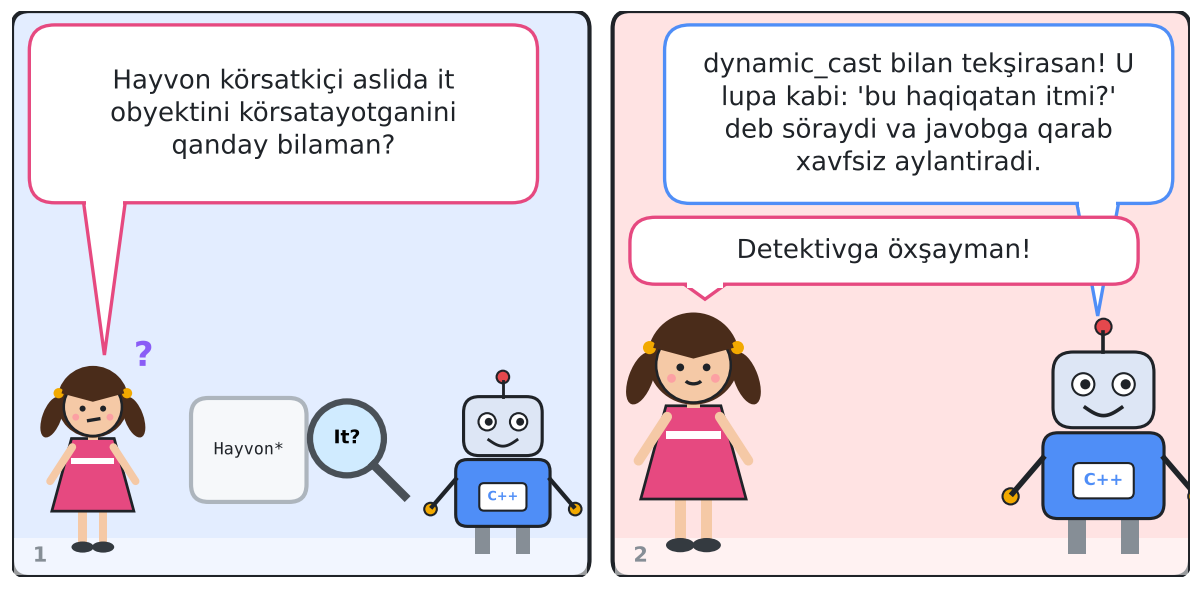 Hayvon körsatkiçi aslida it
obyektini körsatayotganini
qanday bilaman?
?
Hayvon*
It?
C++
1
dynamic_cast bilan tekşirasan! U
lupa kabi: 'bu haqiqatan itmi?'
deb söraydi va javobga qarab
xavfsiz aylantiradi.
Detektivga öxşayman!
C++
2